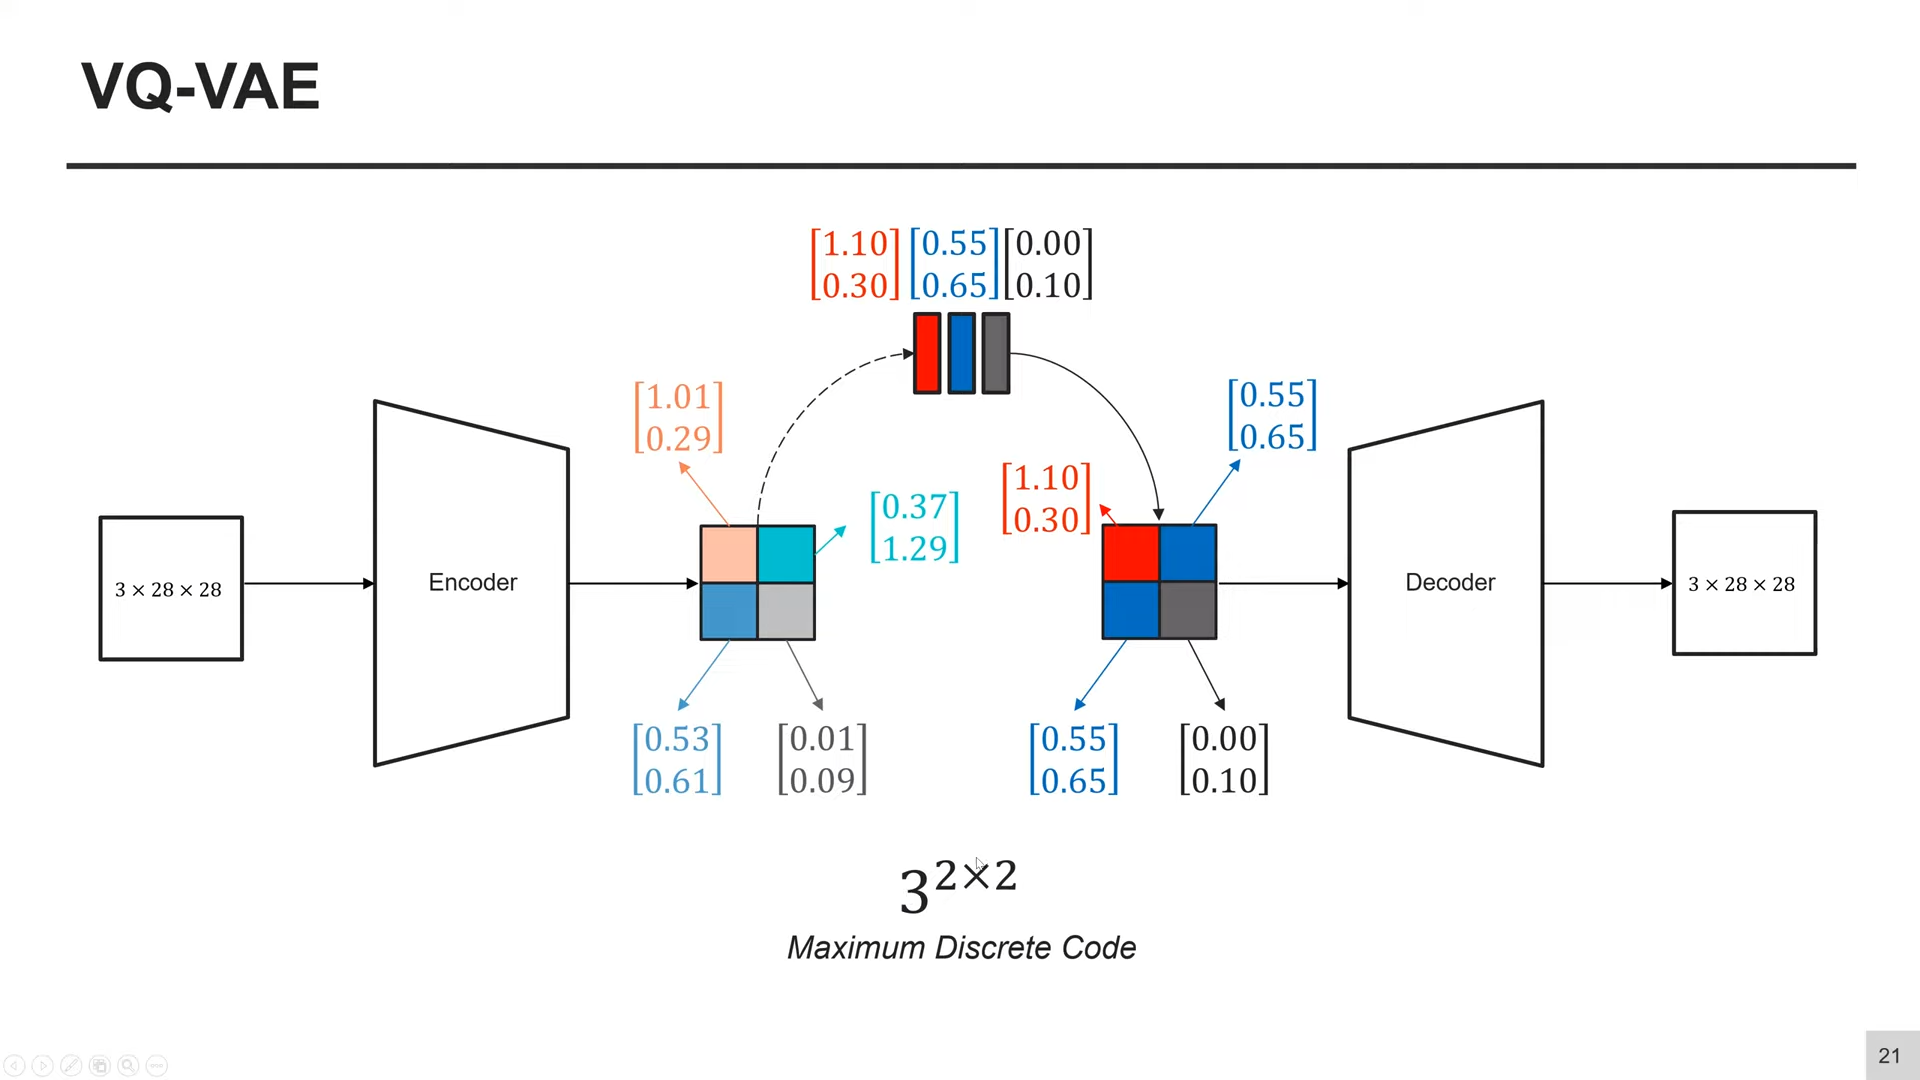 VQ-VAE
[1.10 0.30] [0.55 0.65] [0.00 0.10]
[1.01 0.29]
[0.55 0.65]
[0.37 1.29]
[1.10 0.30]
3 × 28 × 28
Encoder
Decoder
3 × 28 × 28
[0.53 0.61]
[0.01 0.09]
[0.55 0.65]
[0.00 0.10]
3^{2×2}
Maximum Discrete Code
21